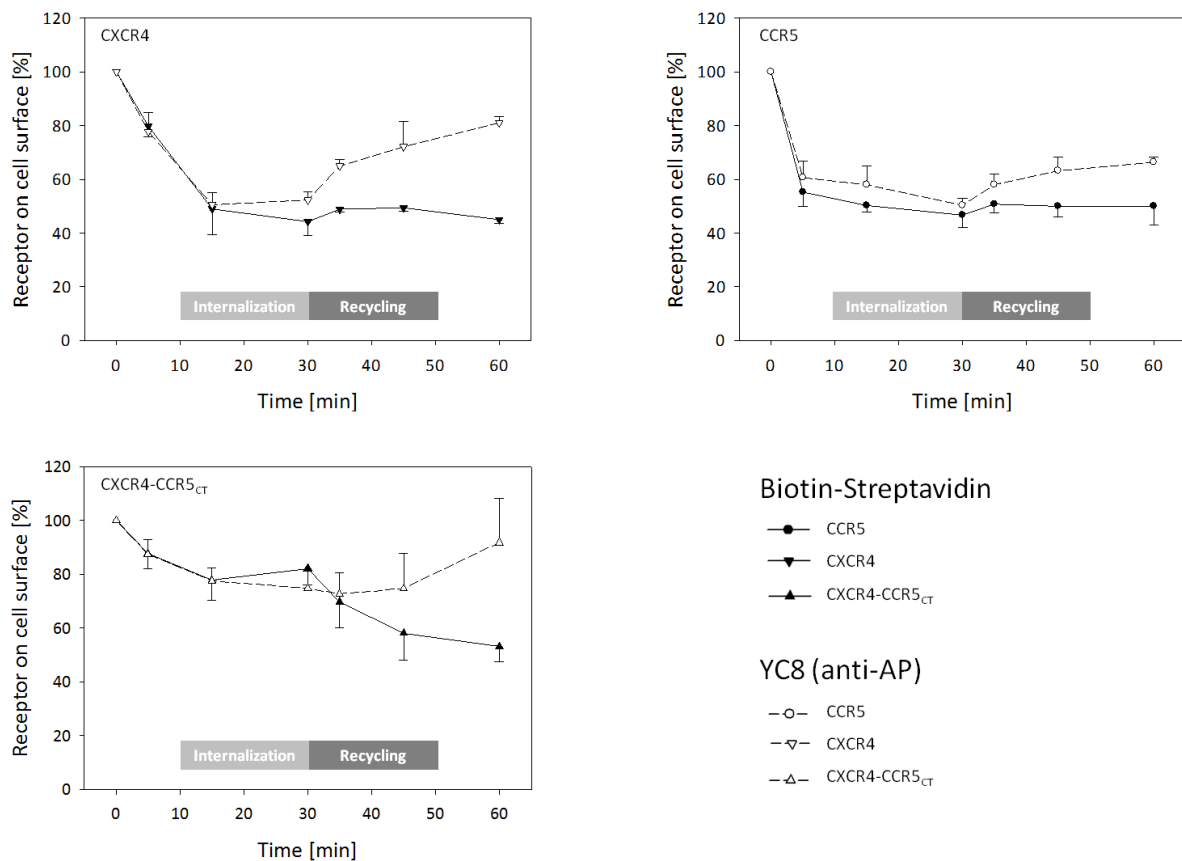 CXCR4
Receptor on cell surface [%]
120
100
80
60
40
20
0
Internalization Recycling
0 10 20 30 40 50 60
Time [min]
CCR5
Receptor on cell surface [%]
120
100
80
60
40
20
0
Internalization Recycling
0 10 20 30 40 50 60
Time [min]
CXCR4-CCR5CT
Receptor on cell surface [%]
120
100
80
60
40
20
0
Internalization Recycling
0 10 20 30 40 50 60
Time [min]
Biotin-Streptavidin
CCR5
CXCR4
CXCR4-CCR5CT
YC8 (anti-AP)
CCR5
CXCR4
CXCR4-CCR5CT